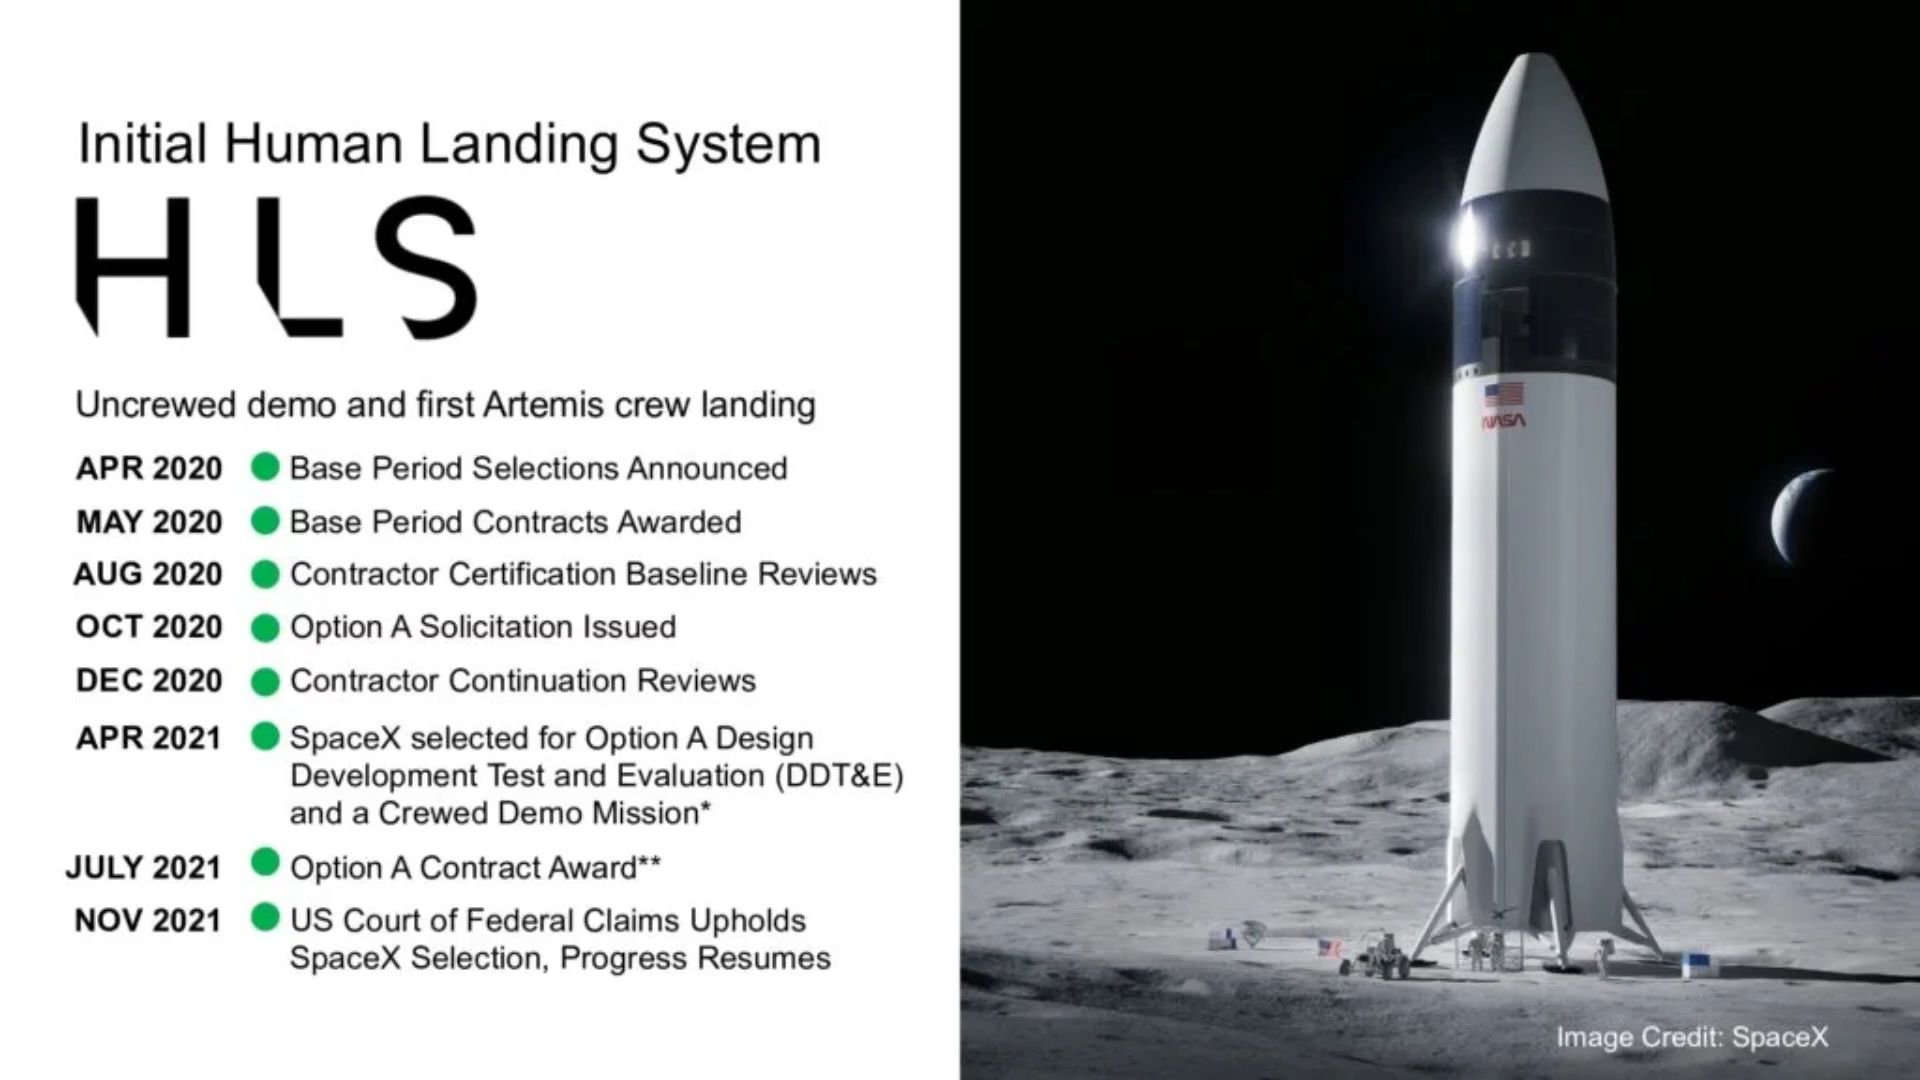 Initial Human Landing System
HLS
Uncrewed demo and first Artemis crew landing
APR 2020 Base Period Selections Announced
MAY 2020 Base Period Contracts Awarded
AUG 2020 Contractor Certification Baseline Reviews
OCT 2020 Option A Solicitation Issued
DEC 2020 Contractor Continuation Reviews
APR 2021 SpaceX selected for Option A Design
Development Test and Evaluation (DDT&E)
and a Crewed Demo Mission*
JULY 2021 Option A Contract Award**
NOV 2021 US Court of Federal Claims Upholds
SpaceX Selection, Progress Resumes
NASA
Image Credit: SpaceX